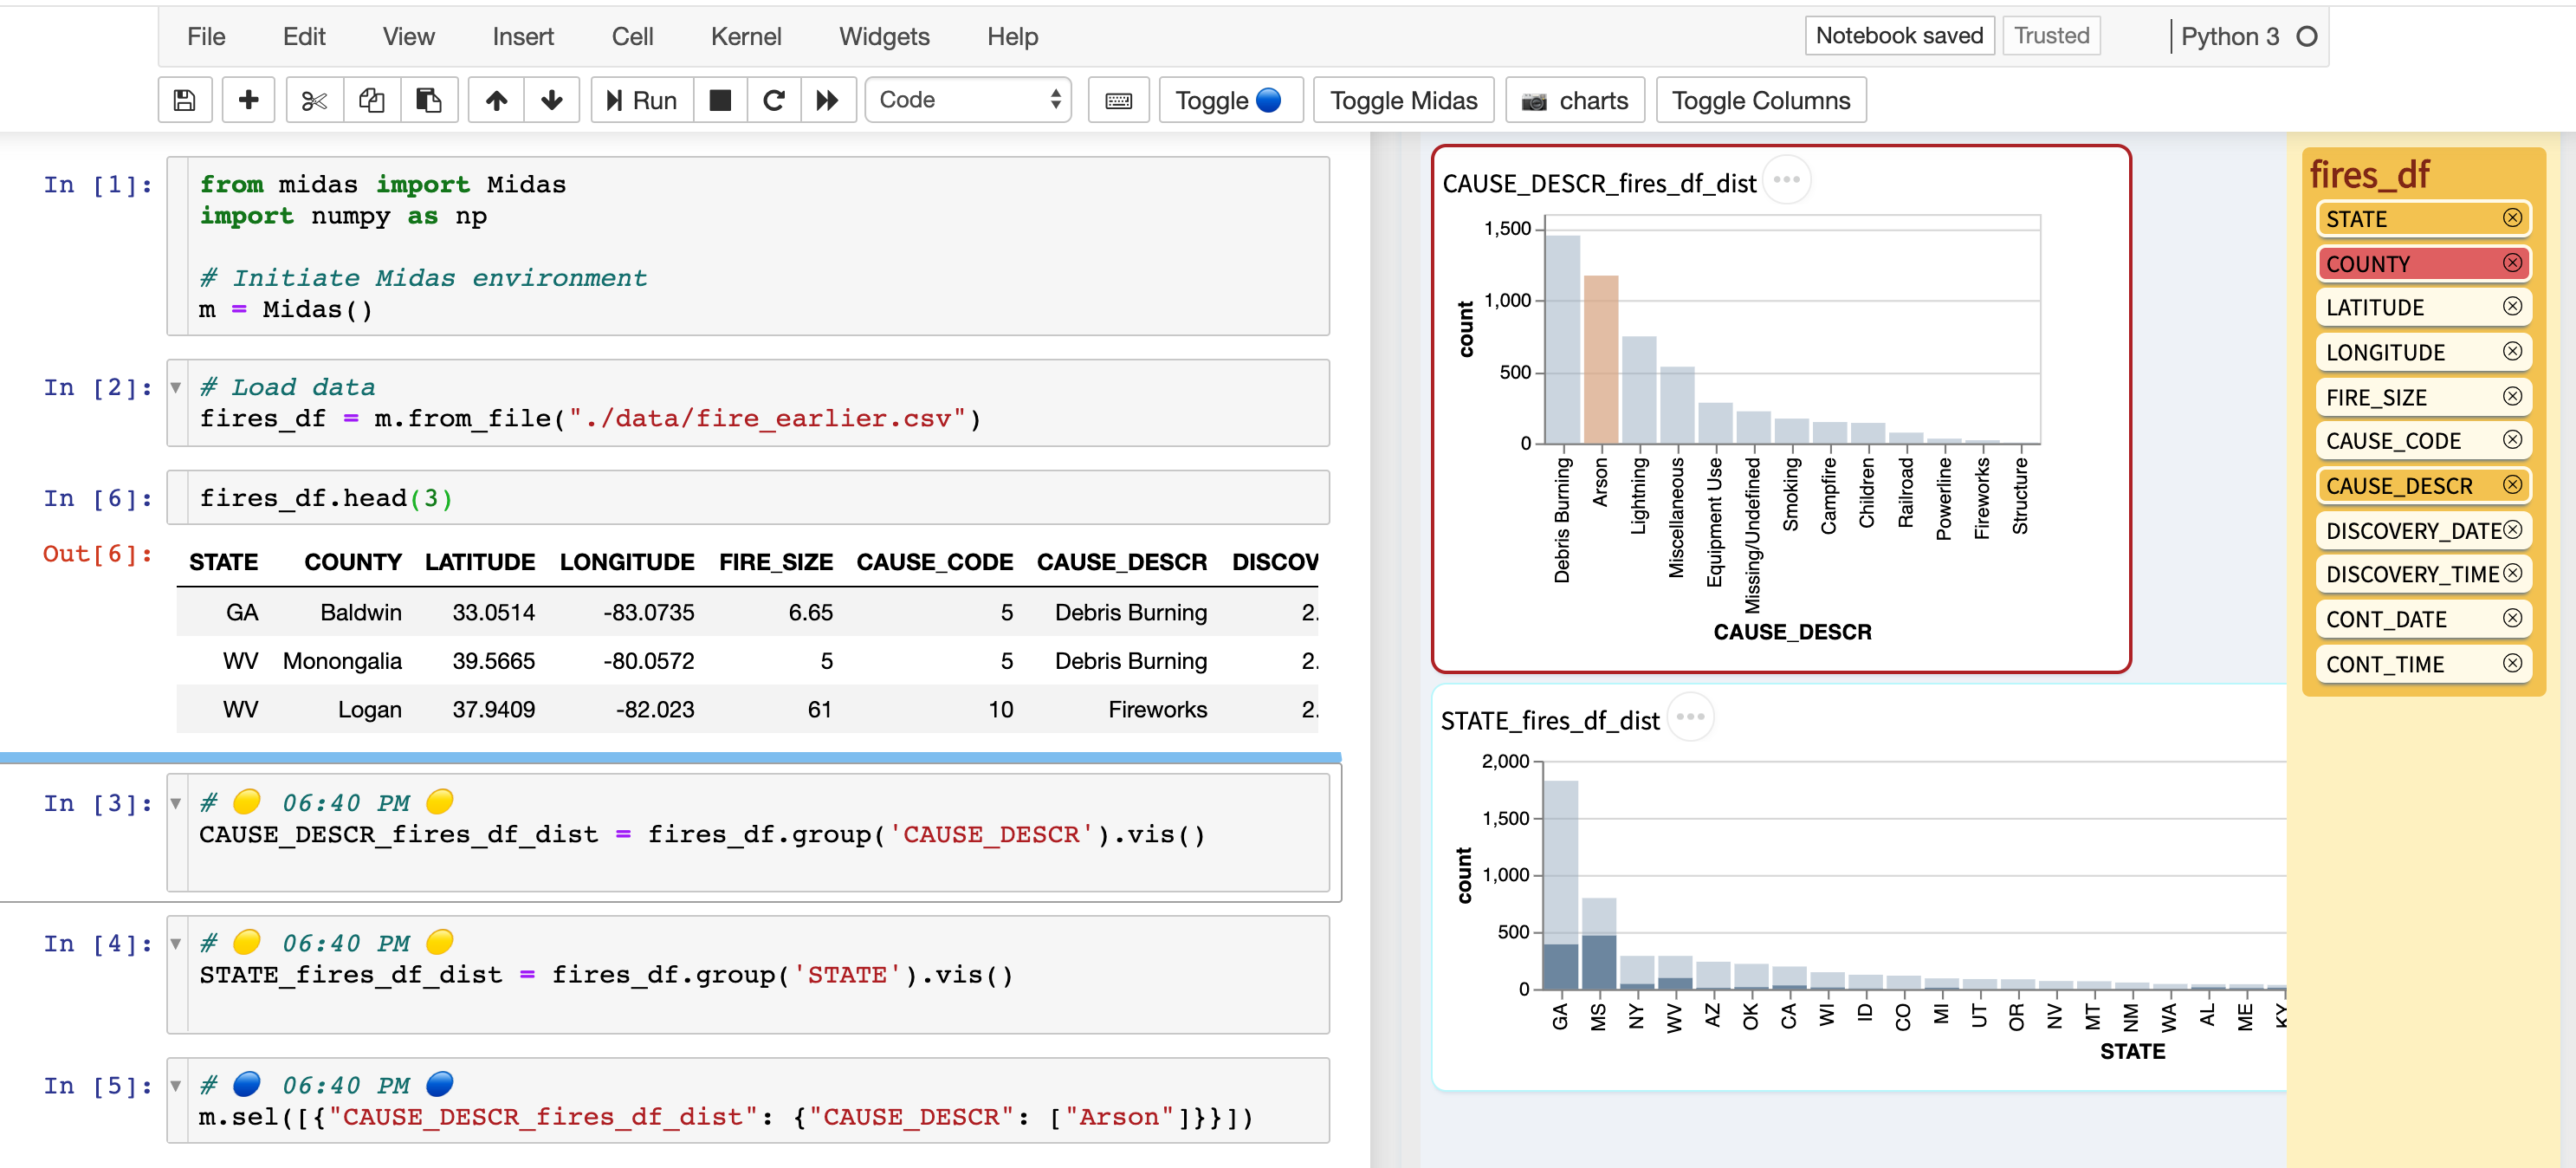 File Edit View Insert Cell Kernel Widgets Help Notebook saved Trusted Python 3
Run Code Toggle 🔵 Toggle Midas 📷 charts Toggle Columns
In [1]:
from midas import Midas
import numpy as np
# Initiate Midas environment
m = Midas()
In [2]:
# Load data
fires_df = m.from_file("./data/fire_earlier.csv")
In [6]:
fires_df.head(3)
Out[6]:
STATE COUNTY LATITUDE LONGITUDE FIRE_SIZE CAUSE_CODE CAUSE_DESCR DISCOV
GA Baldwin 33.0514 -83.0735 6.65 5 Debris Burning 2.
WV Monongalia 39.5665 -80.0572 5 5 Debris Burning 2.
WV Logan 37.9409 -82.023 61 10 Fireworks 2.
In [3]:
# 🟡 06:40 PM 🟡
CAUSE_DESCR_fires_df_dist = fires_df.group('CAUSE_DESCR').vis()
In [4]:
# 🟡 06:40 PM 🟡
STATE_fires_df_dist = fires_df.group('STATE').vis()
In [5]:
# 🔵 06:40 PM 🔵
m.sel([{"CAUSE_DESCR_fires_df_dist": {"CAUSE_DESCR": ["Arson"]}}])
CAUSE_DESCR_fires_df_dist
1,500
1,000
500
0
count
Debris Burning
Arson
Lightning
Miscellaneous
Equipment Use
Missing/Undefined
Smoking
Campfire
Children
Railroad
Powerline
Fireworks
Structure
CAUSE_DESCR
STATE_fires_df_dist
2,000
1,500
1,000
500
0
count
GA
MS
NY
WV
AZ
OK
CA
WI
ID
CO
MI
UT
OR
NV
MT
NM
WA
AL
ME
KY
STATE
fires_df
STATE
COUNTY
LATITUDE
LONGITUDE
FIRE_SIZE
CAUSE_CODE
CAUSE_DESCR
DISCOVERY_DATE
DISCOVERY_TIME
CONT_DATE
CONT_TIME